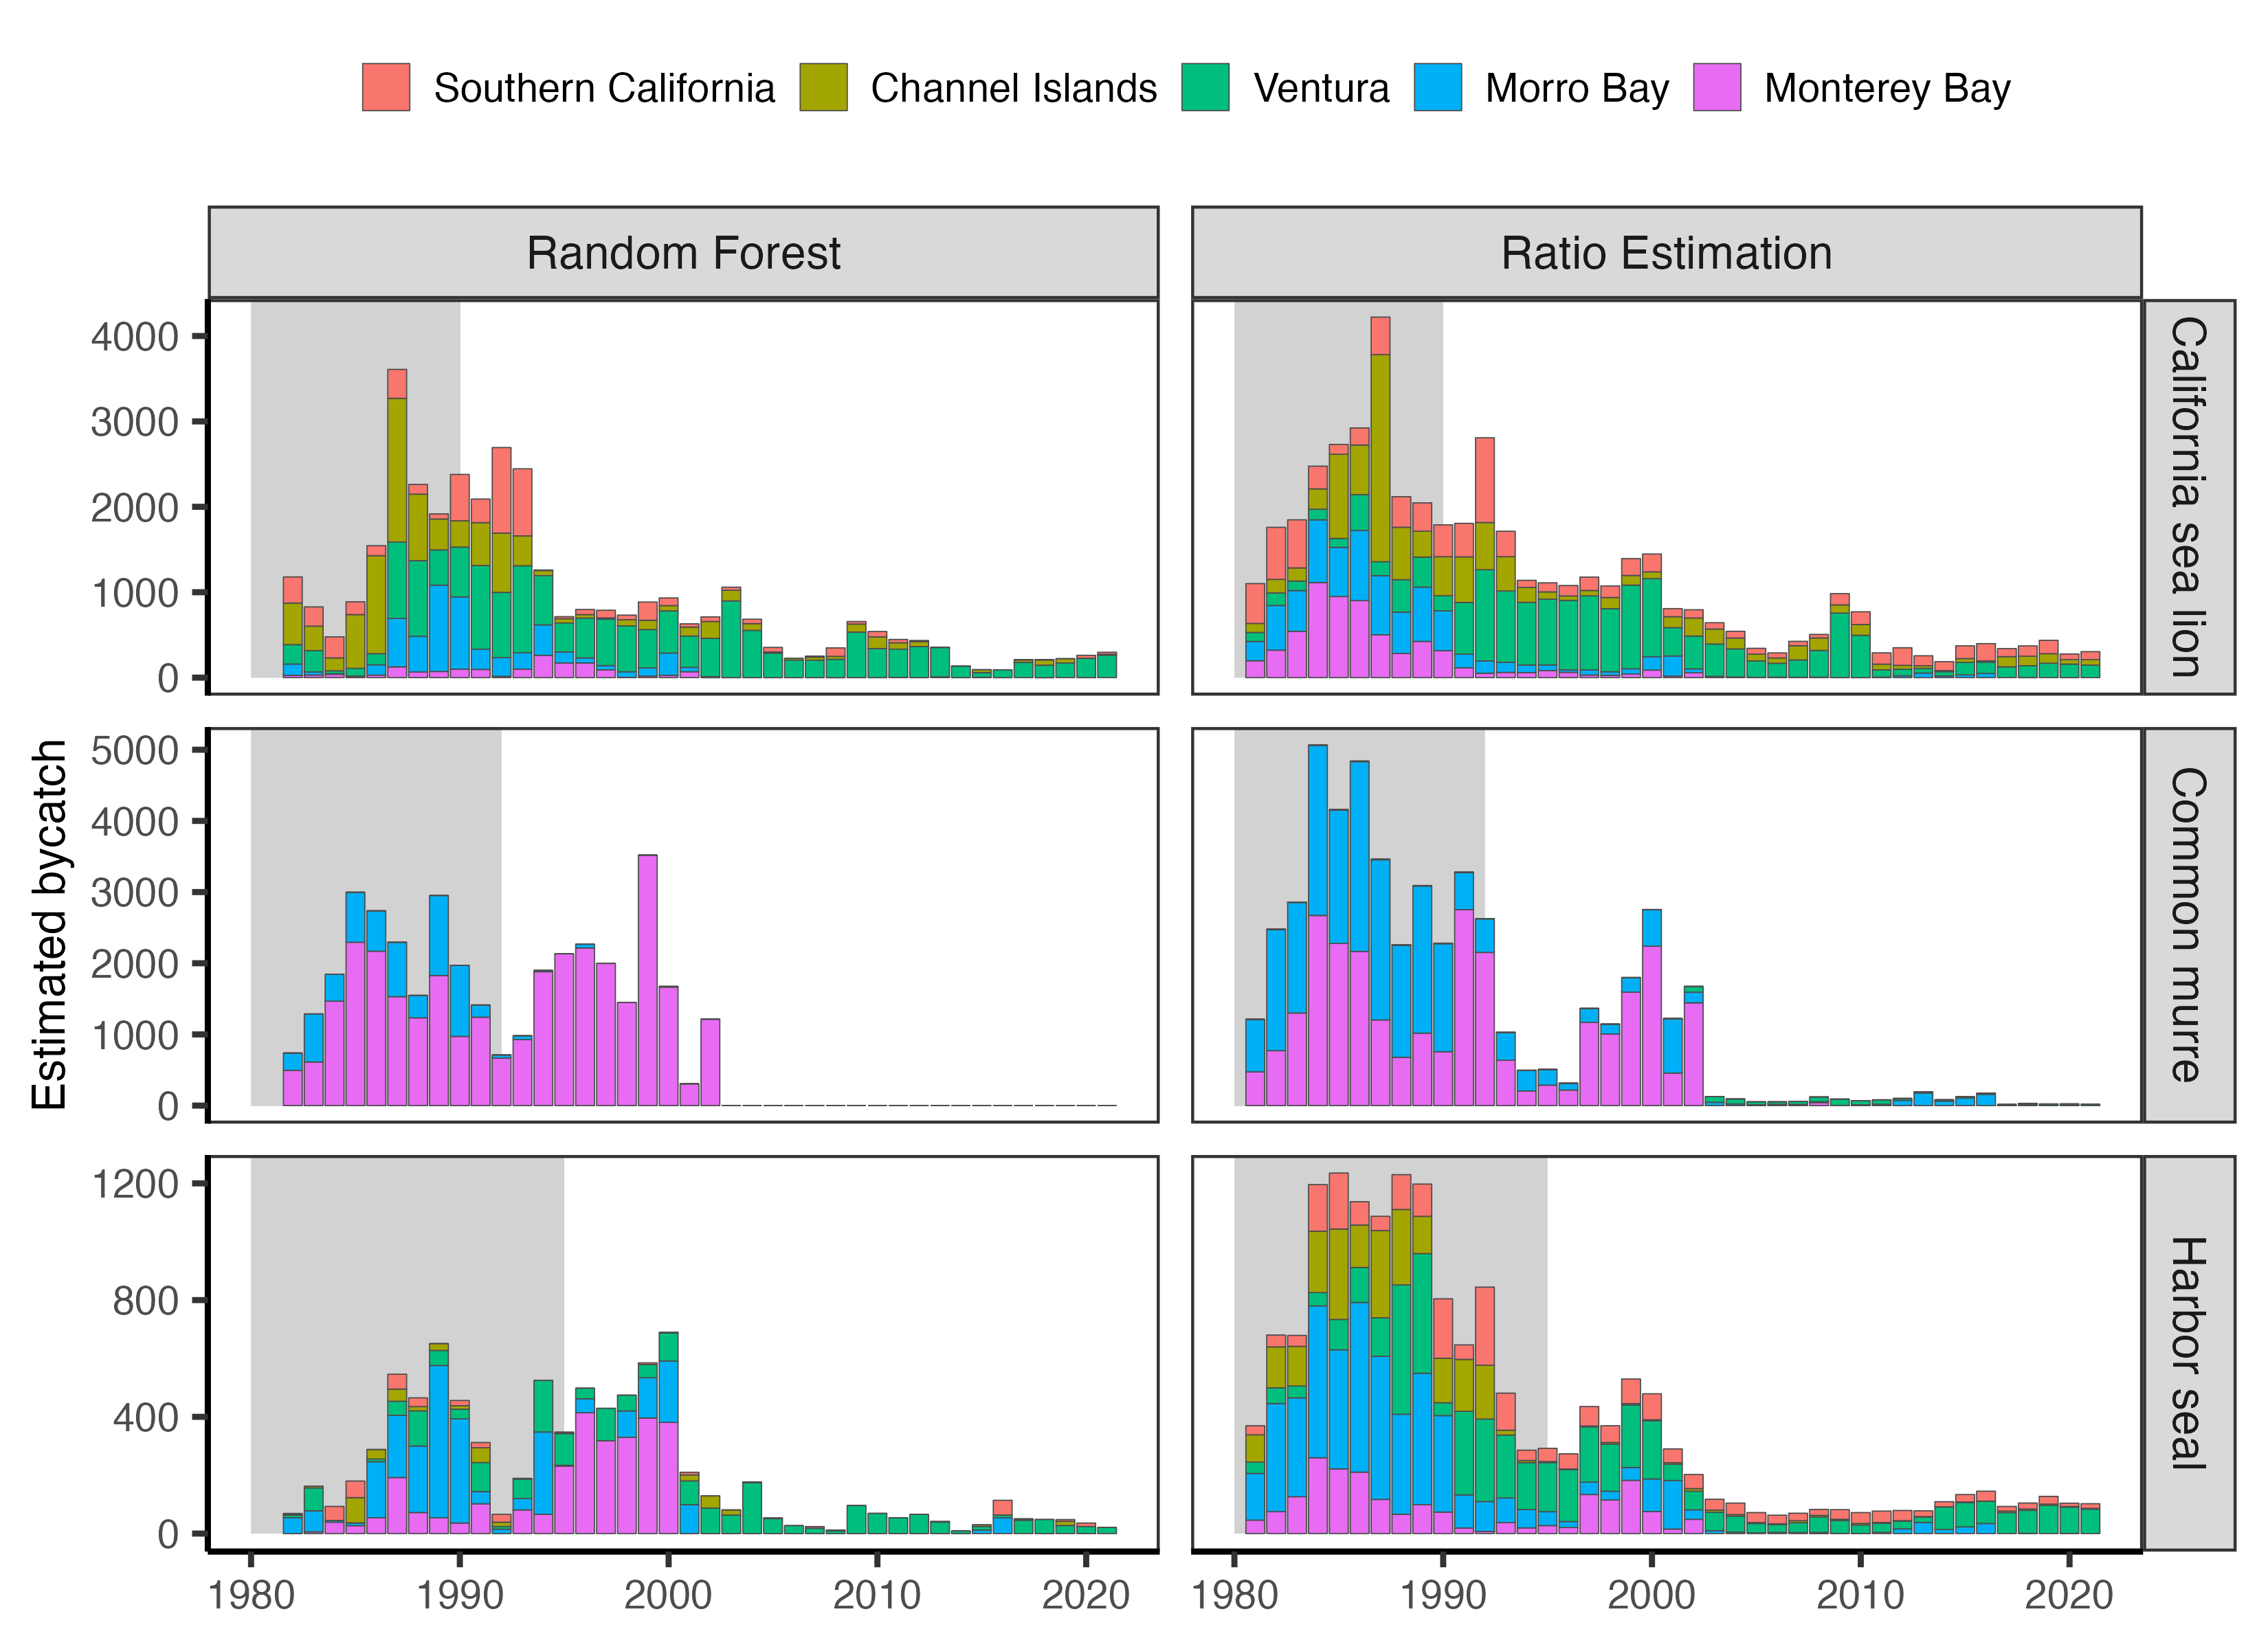 Southern California Channel Islands Ventura Morro Bay Monterey Bay
Random Forest Ratio Estimation
California sea lion
4000
3000
2000
1000
0
Estimated bycatch
Common murre
5000
4000
3000
2000
1000
0
Harbor seal
1200
800
400
0
1980 1990 2000 2010 2020 1980 1990 2000 2010 2020